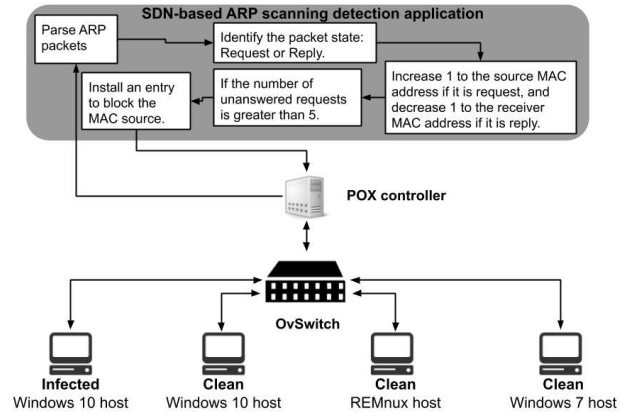 SDN-based ARP scanning detection application
Parse ARP
packets
Identify the packet state:
Request or Reply.
Increase 1 to the source MAC
address if it is request, and
decrease 1 to the receiver
MAC address if it is reply.
If the number of
unanswered requests
is greater than 5.
Install an entry
to block the
MAC source.
POX controller
OvSwitch
Infected
Windows 10 host
Clean
Windows 10 host
Clean
REMnux host
Clean
Windows 7 host